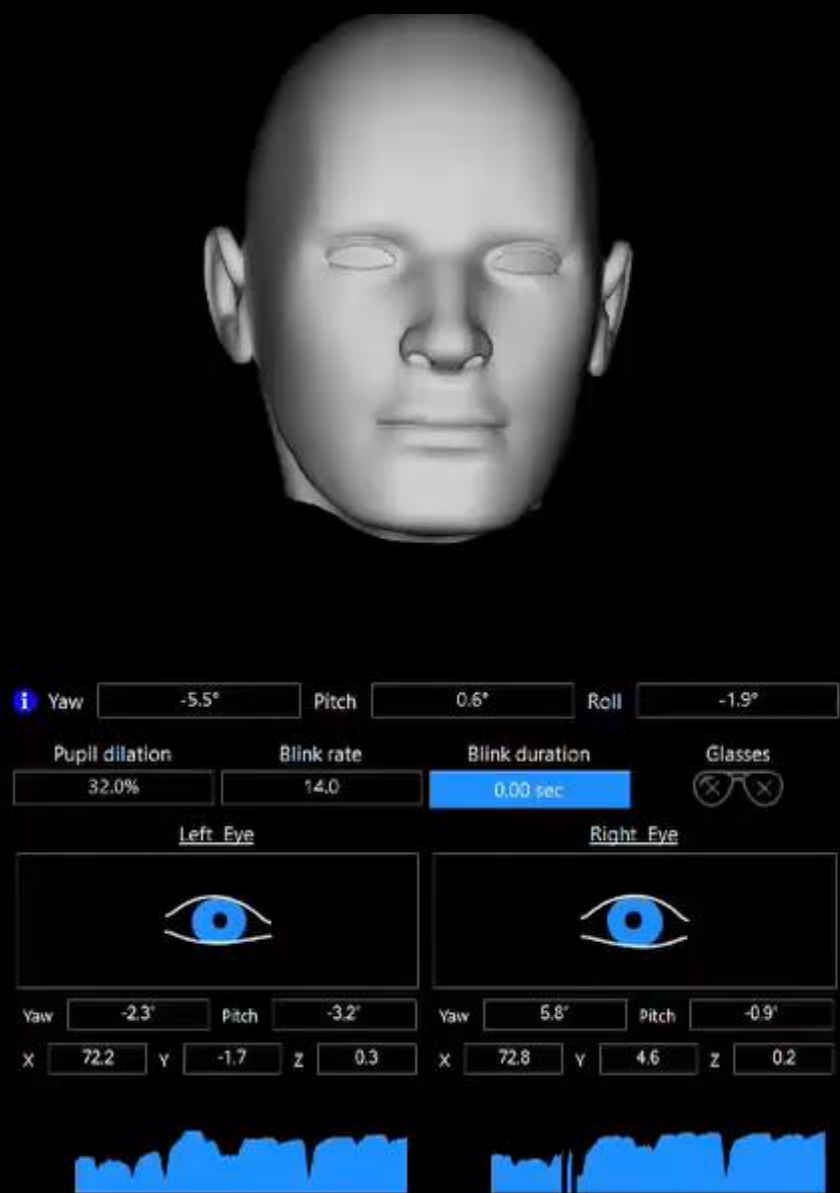 i Yaw -5.5° Pitch 0.6° Roll -1.9°
Pupil dilation Blink rate Blink duration Glasses
32.0% 14.0 0.00 sec
Left Eye Right Eye
Yaw -2.3° Pitch -3.2° Yaw 5.8° Pitch -0.9°
X 72.2 Y -1.7 Z 0.3 X 72.8 Y 4.6 Z 0.2